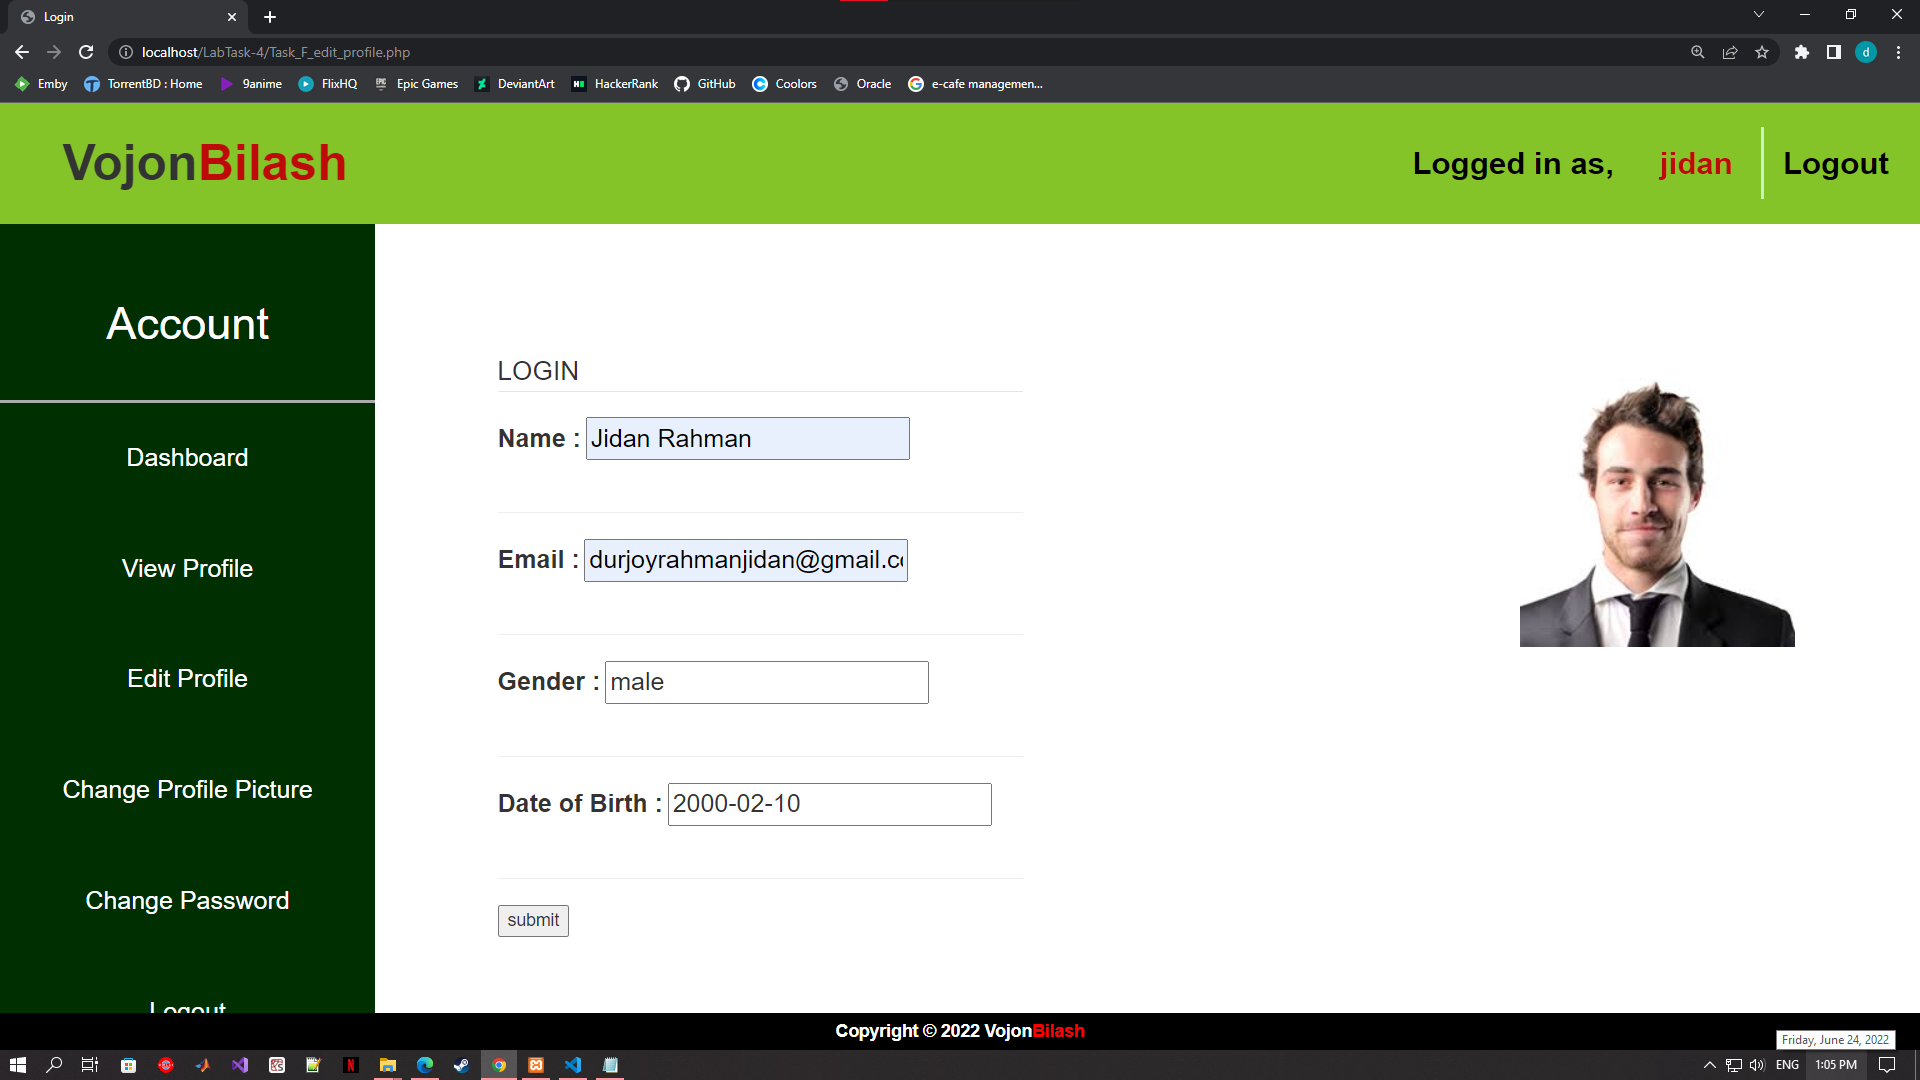 Login
localhost/LabTask-4/Task_F_edit_profile.php
d
Emby
TorrentBD : Home
9anime
FlixHQ
EPIC
Epic Games
DeviantArt
HackerRank
GitHub
Coolors
Oracle
e-cafe managemen...
VojonBilash
Logged in as, jidan
Logout
Account
Dashboard
View Profile
Edit Profile
Change Profile Picture
Change Password
Logout
LOGIN
Name : Jidan Rahman
Email : durjoyrahmanjidan@gmail.co
Gender : male
Date of Birth : 2000-02-10
submit
Copyright © 2022 VojonBilash
Friday, June 24, 2022
ENG
1:05 PM